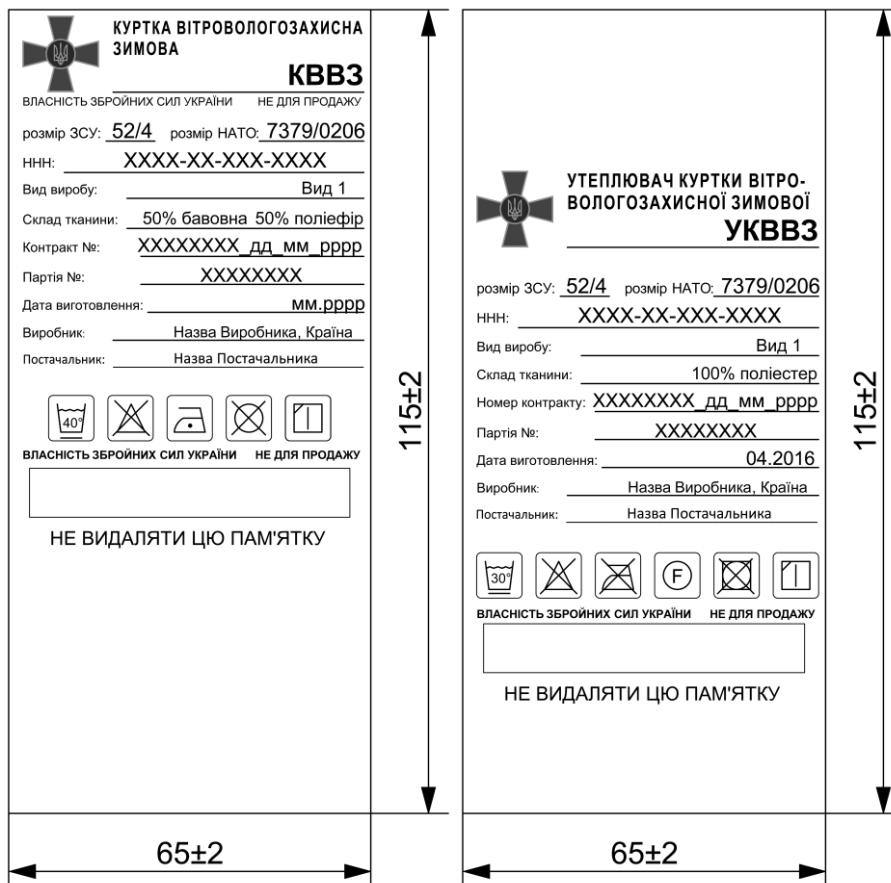 КУРТКА ВІТРОВОЛОГОЗАХИСНА
ЗИМОВА
КВВЗ
ВЛАСНІСТЬ ЗБРОЙНИХ СИЛ УКРАЇНИ НЕ ДЛЯ ПРОДАЖУ
розмір ЗСУ: 52/4 розмір НАТО: 7379/0206
ННН: XXXX-XX-XXX-XXXX
Вид виробу: Вид 1
Склад тканини: 50% бавовна 50% поліефір
Контракт №: XXXXXXXX_дд_мм_рррр
Партія №: XXXXXXXX
Дата виготовлення: мм.рррр
Виробник: Назва Виробника, Країна
Постачальник: Назва Постачальника
40°
ВЛАСНІСТЬ ЗБРОЙНИХ СИЛ УКРАЇНИ НЕ ДЛЯ ПРОДАЖУ
НЕ ВИДАЛЯТИ ЦЮ ПАМ'ЯТКУ
115±2
65±2
УТЕПЛЮВАЧ КУРТКИ ВІТРО-
ВОЛОГОЗАХИСНОЇ ЗИМОВОЇ
УКВВЗ
розмір ЗСУ: 52/4 розмір НАТО: 7379/0206
ННН: XXXX-XX-XXX-XXXX
Вид виробу: Вид 1
Склад тканини: 100% поліестер
Номер контракту: XXXXXXXX_дд_мм_рррр
Партія №: XXXXXXXX
Дата виготовлення: 04.2016
Виробник: Назва Виробника, Країна
Постачальник: Назва Постачальника
30° F
ВЛАСНІСТЬ ЗБРОЙНИХ СИЛ УКРАЇНИ НЕ ДЛЯ ПРОДАЖУ
НЕ ВИДАЛЯТИ ЦЮ ПАМ'ЯТКУ
115±2
65±2